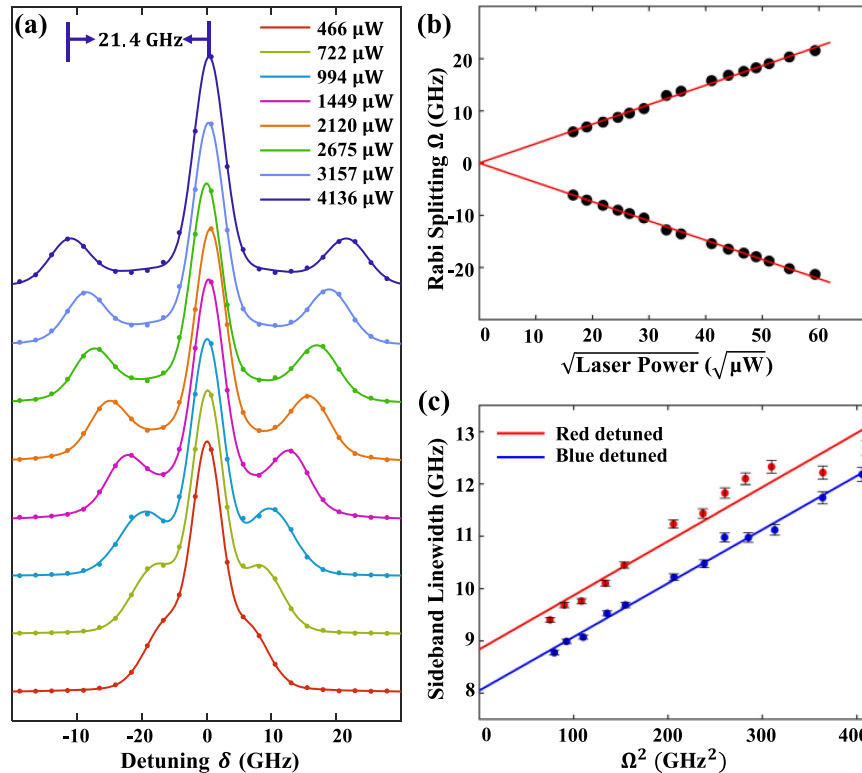 (a)
21.4 GHz
466 μW
722 μW
994 μW
1449 μW
2120 μW
2675 μW
3157 μW
4136 μW
-10 -20 0 10 20
Detuning δ (GHz)
(b)
Rabi Splitting Ω (GHz)
20
10
0
-10
-20
0 10 20 30 40 50 60
√Laser Power (√μW)
(c)
Red detuned
Blue detuned
Sideband Linewidth (GHz)
13
12
11
10
9
8
0 100 200 300 400
Ω² (GHz²)